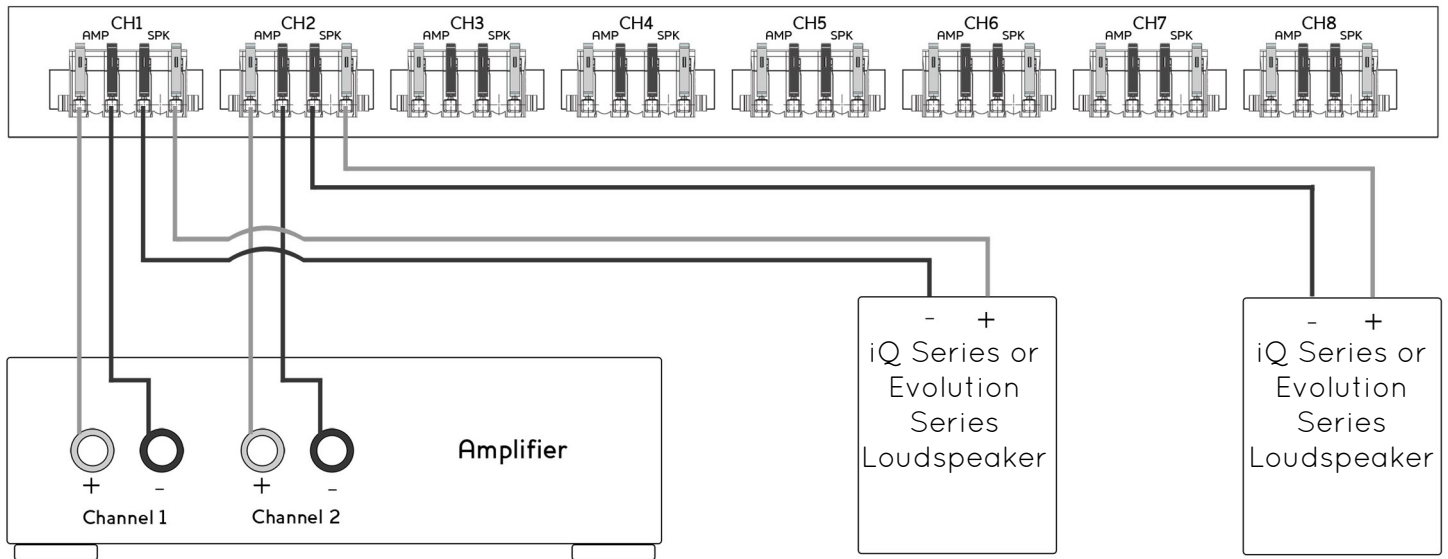 CH1 CH2 CH3 CH4 CH5 CH6 CH7 CH8
AMP SPK AMP SPK AMP SPK AMP SPK AMP SPK AMP SPK AMP SPK AMP SPK
- +
iQ Series or
Evolution
Series
Loudspeaker
- +
iQ Series or
Evolution
Series
Loudspeaker
Amplifier
+ - + -
Channel 1 Channel 2